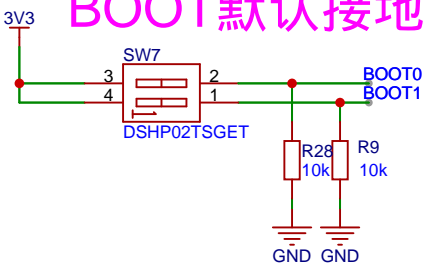 BOOT默认接地
3V3
SW7
3
2
BOOT0
4
1
BOOT1
DSHP02TSGET
R28
R9
10k
10k
GND
GND